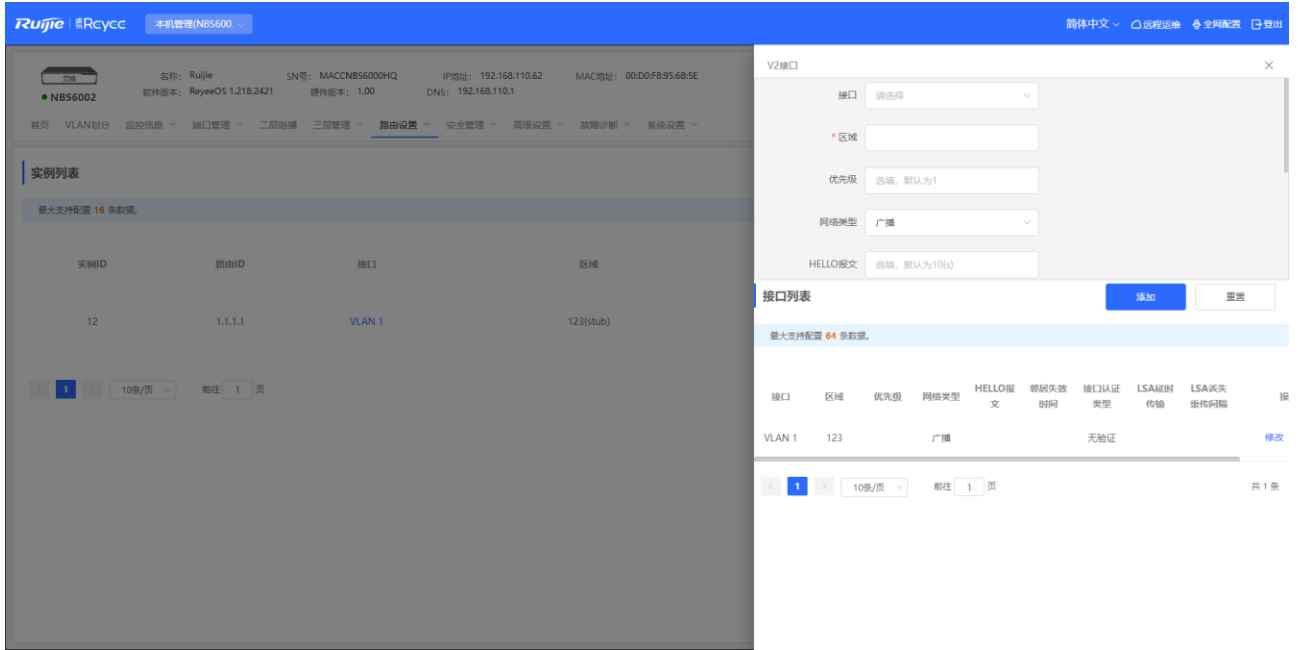 Ruijie | 睿Rcycc 本机管理(NBS600. 简体中文 远程运维 全网配置 登出
交换
NBS6002
名称: Ruijie SN号: MACCNBS6000HQ IP地址: 192.168.110.62 MAC地址: 00:D0:F8:95:68:5E
软件版本: ReyeeOS 1.218.2421 硬件版本: 1.00 DNS: 192.168.110.1
首页 VLAN划分 监控信息 端口管理 二层组播 三层管理 路由设置 安全管理 高级设置 故障诊断 系统设置
实例列表
最大支持配置 16 条数据。
实例ID 路由ID 接口 区域
12 1.1.1.1 VLAN 1 123(stub)
1 10条/页 前往 1 页
V2接口
接口 请选择
* 区域
优先级 选填，默认为1
网络类型 广播
HELLO报文 选填，默认为10(s)
接口列表 添加 重置
最大支持配置 64 条数据。
接口 区域 优先级 网络类型 HELLO报文 邻居失效时间 接口认证类型 LSA延时传输 LSA丢失重传间隔 操
VLAN 1 123 广播 无验证 修改
1 10条/页 前往 1 页 共 1 条